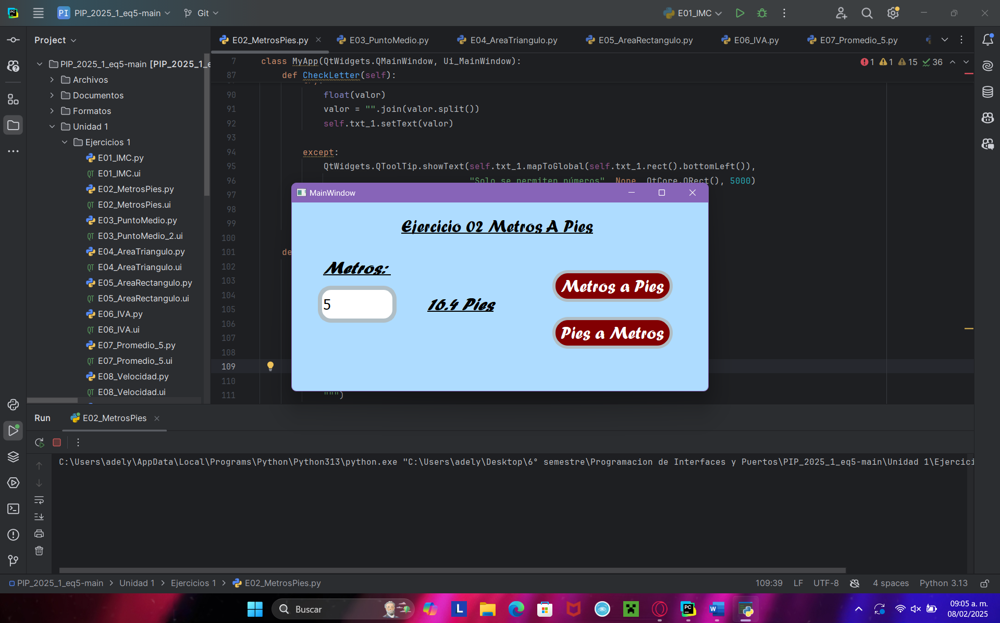 PI PIP_2025_1_eq5-main
Git
E01_IMC
Project
E02_MetrosPies.py
E03_PuntoMedio.py
E04_AreaTriangulo.py
E05_AreaRectangulo.py
E06_IVA.py
E07_Promedio_5.py
PIP_2025_1_eq5-main [PIP_2025_1_e
Archivos
Documentos
Formatos
Unidad 1
Ejercicios 1
E01_IMC.py
E01_IMC.ui
E02_MetrosPies.py
E02_MetrosPies.ui
E03_PuntoMedio.py
E03_PuntoMedio_2.ui
E04_AreaTriangulo.py
E04_AreaTriangulo.ui
E05_AreaRectangulo.py
E05_AreaRectangulo.ui
E06_IVA.py
E06_IVA.ui
E07_Promedio_5.py
E07_Promedio_5.ui
E08_Velocidad.py
E08_Velocidad.ui
7 class MyApp(QtWidgets.QMainWindow, Ui_MainWindow):
1 1 15 36
87 def CheckLetter(self):
90 float(valor)
91 valor = "".join(valor.split())
92 self.txt_1.setText(valor)
93
94 except:
95 QtWidgets.QToolTip.showText(self.txt_1.mapToGlobal(self.txt_1.rect().bottomLeft()),
96 "Solo se permiten números", None, QtCore.QRect(), 5000)
97
98
99
100
101 de
102
103
104
105
106
107
108
109
110
111 """)
MainWindow
Ejercicio 02 Metros A Pies
Metros:
5
16.4 Pies
Metros a Pies
Pies a Metros
Run E02_MetrosPies
C:\Users\adely\AppData\Local\Programs\Python\Python313\python.exe "C:\Users\adely\Desktop\6° semestre\Programacion de Interfaces y Puertos\PIP_2025_1_eq5-main\Unidad 1\Ejercici
PIP_2025_1_eq5-main > Unidad 1 > Ejercicios 1 > E02_MetrosPies.py
109:39 LF UTF-8 4 spaces Python 3.13
Buscar
09:05 a. m.
08/02/2025